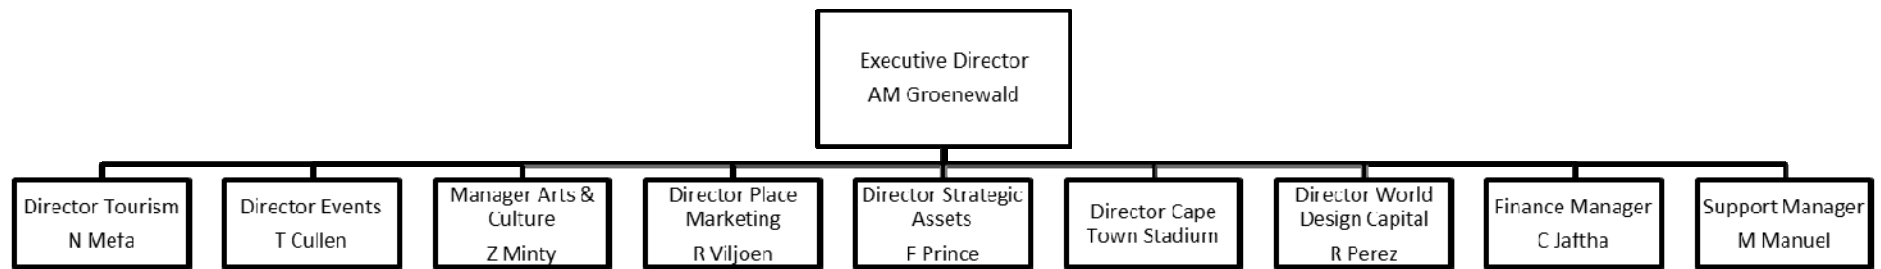 Executive Director
AM Groenewald
Director Tourism
N Mefa
Director Events
T Cullen
Manager Arts &
Culture
Z Minty
Director Place
Marketing
R Viljoen
Director Strategic
Assets
F Prince
Director Cape
Town Stadium
Director World
Design Capital
R Perez
Finance Manager
C Jaftha
Support Manager
M Manuel